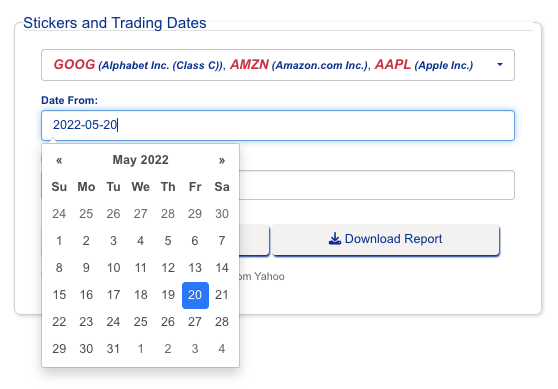 Stickers and Trading Dates
GOOG (Alphabet Inc. (Class C)), AMZN (Amazon.com Inc.), AAPL (Apple Inc.)
Date From:
2022-05-20
« May 2022 »
Su Mo Tu We Th Fr Sa
24 25 26 27 28 29 30
1 2 3 4 5 6 7
8 9 10 11 12 13 14
15 16 17 18 19 20 21
22 23 24 25 26 27 28
29 30 31 1 2 3 4
Download Report
Yahoo